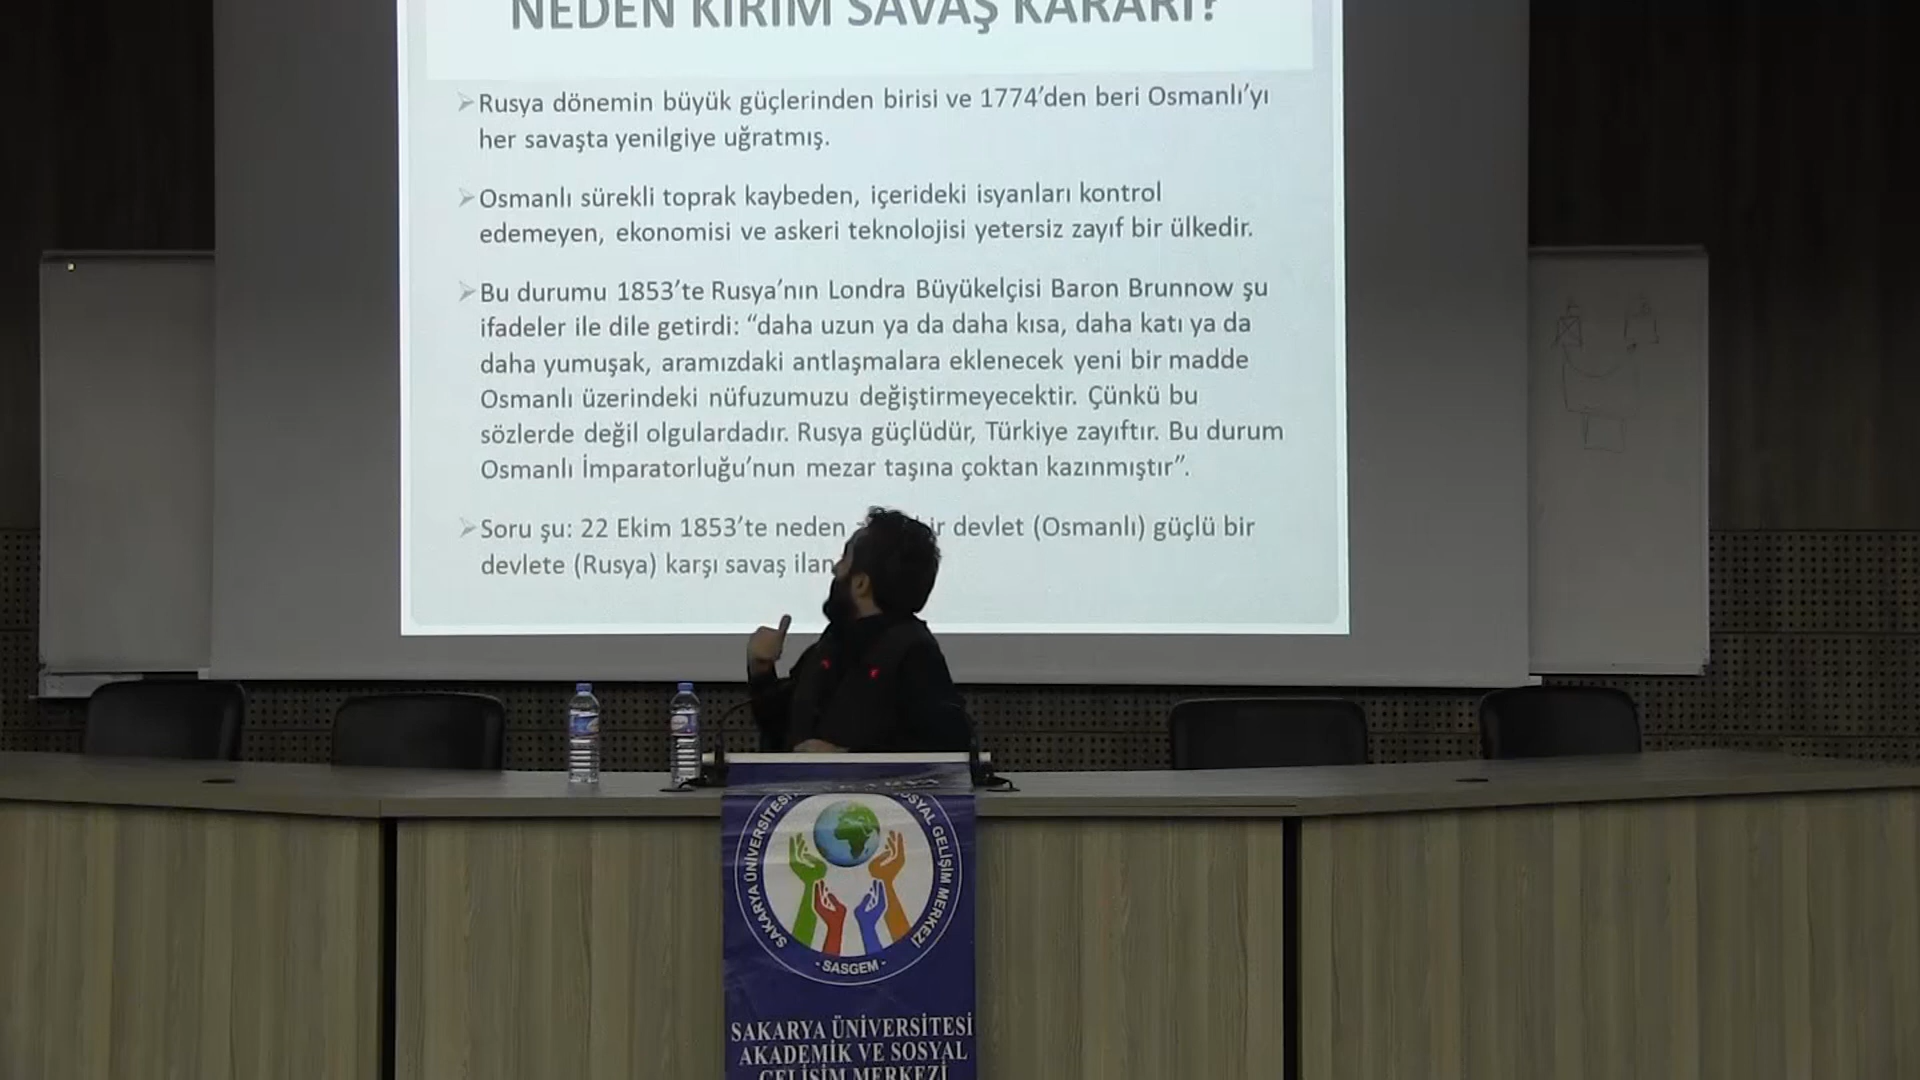 NEDEN KIRIM SAVAŞ KARARI?
Rusya dönemin büyük güçlerinden birisi ve 1774’den beri Osmanlı’yı
her savaşta yenilgiye uğratmış.
Osmanlı sürekli toprak kaybeden, içerideki isyanları kontrol
edemeyen, ekonomisi ve askeri teknolojisi yetersiz zayıf bir ülkedir.
Bu durumu 1853’te Rusya’nın Londra Büyükelçisi Baron Brunnow şu
ifadeler ile dile getirdi: “daha uzun ya da daha kısa, daha katı ya da
daha yumuşak, aramızdaki antlaşmalara eklenecek yeni bir madde
Osmanlı üzerindeki nüfuzumuzu değiştirmeyecektir. Çünkü bu
sözlerde değil olgulardadır. Rusya güçlüdür, Türkiye zayıftır. Bu durum
Osmanlı İmparatorluğu’nun mezar taşına çoktan kazınmıştır”.
Soru şu: 22 Ekim 1853’te neden devlet (Osmanlı) güçlü bir
devlete (Rusya) karşı savaş ilan
SAKARYA ÜNİVERSİTESİ
SOSYAL GELİŞİM MERKEZİ
- SASGEM -
SAKARYA ÜNİVERSİTESİ
AKADEMİK VE SOSYAL
GELİŞİM MERKEZİ